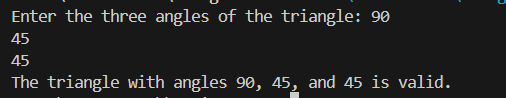 Enter the three angles of the triangle: 90
45
45
The triangle with angles 90, 45, and 45 is valid.